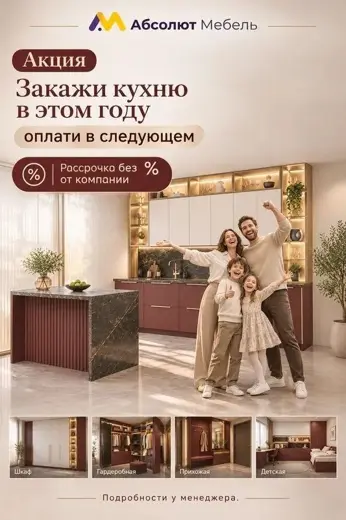 Абсолют Мебель
Акция
Закажи кухню
в этом году
оплати в следующем
Рассрочка без %
от компании
Шкаф
Гардеробная
Прихожая
Детская
Подробности у менеджера.